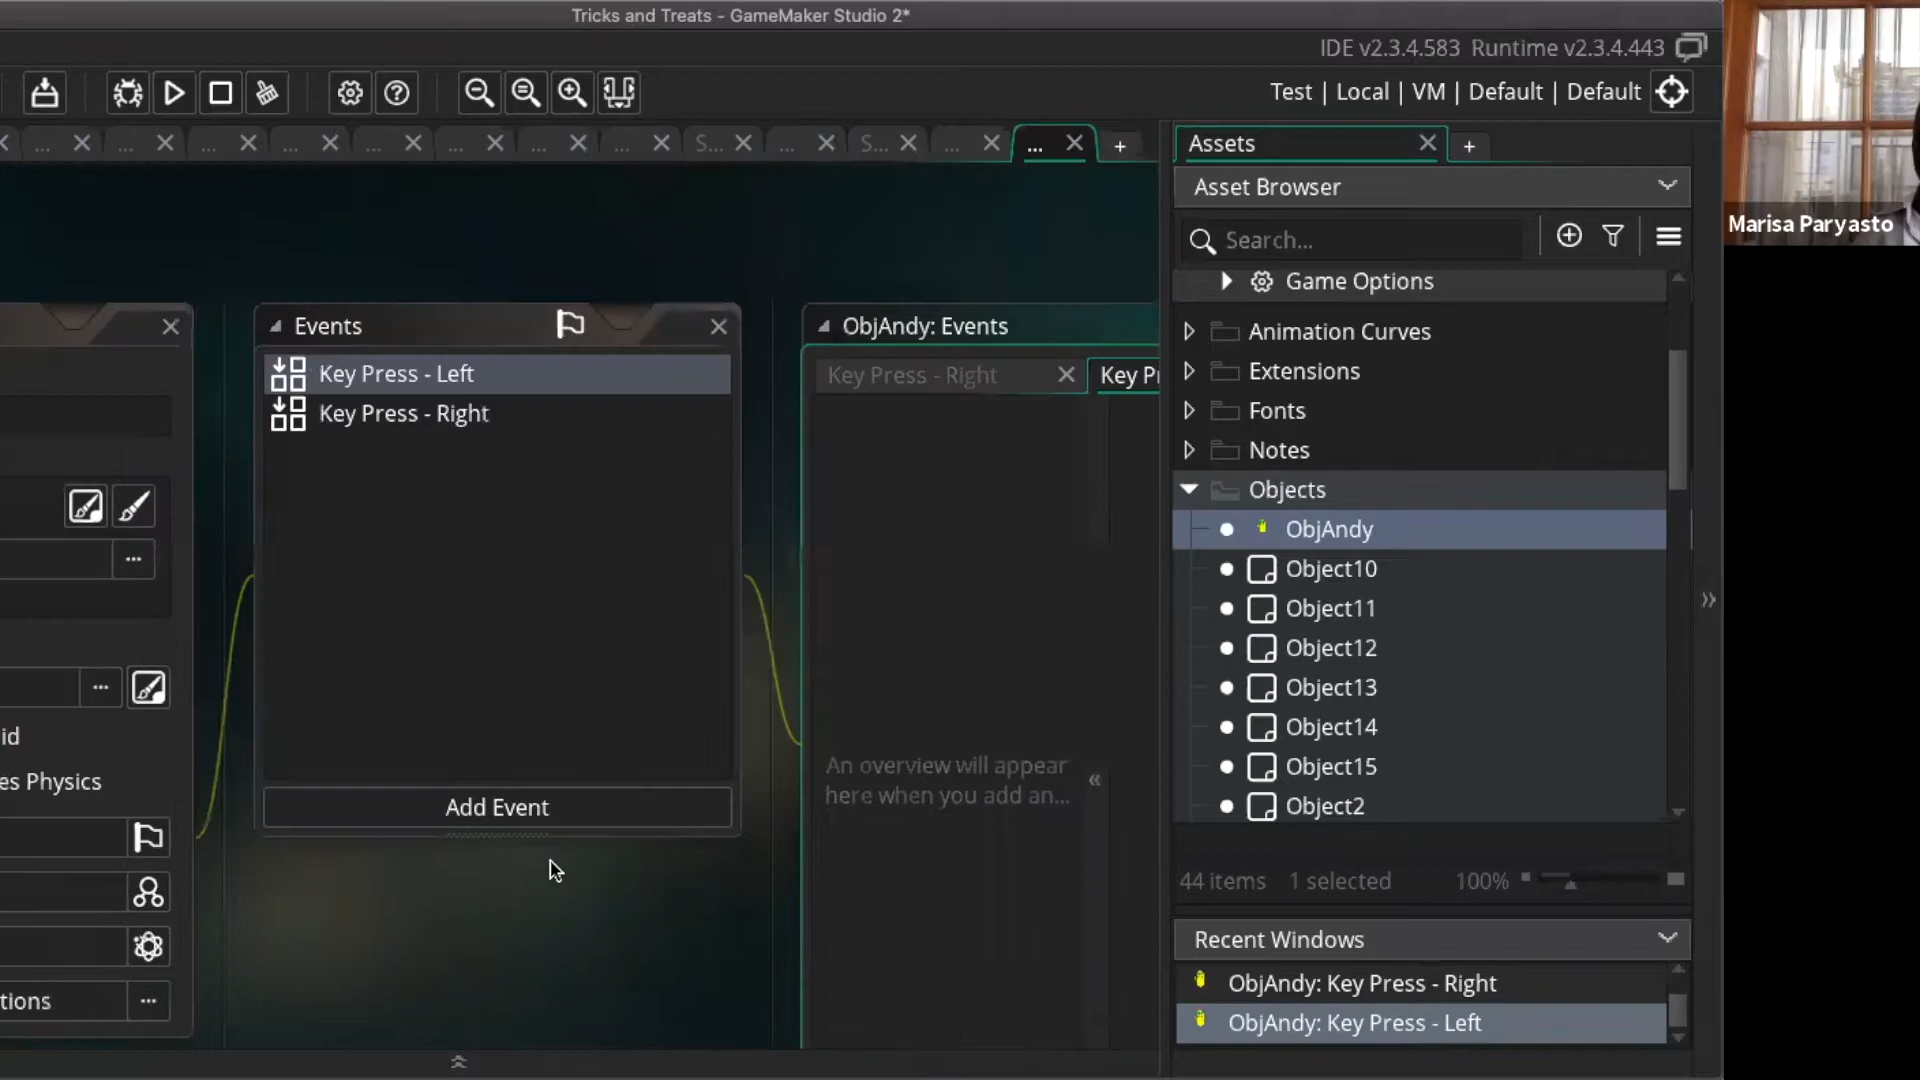 Tricks and Treats - GameMaker Studio 2*
IDE v2.3.4.583 Runtime v2.3.4.443
Test | Local | VM | Default | Default
... ... ... ... ... ... ... ... S... ... S... ... ...
Assets
Asset Browser
Search...
Game Options
Animation Curves
Extensions
Fonts
Notes
Objects
ObjAndy
Object10
Object11
Object12
Object13
Object14
Object15
Object2
44 items 1 selected 100%
Recent Windows
ObjAndy: Key Press - Right
ObjAndy: Key Press - Left
Events
Key Press - Left
Key Press - Right
Add Event
ObjAndy: Events
Key Press - Right
Key P
An overview will appear
here when you add an...
id
es Physics
tions
Marisa Paryasto